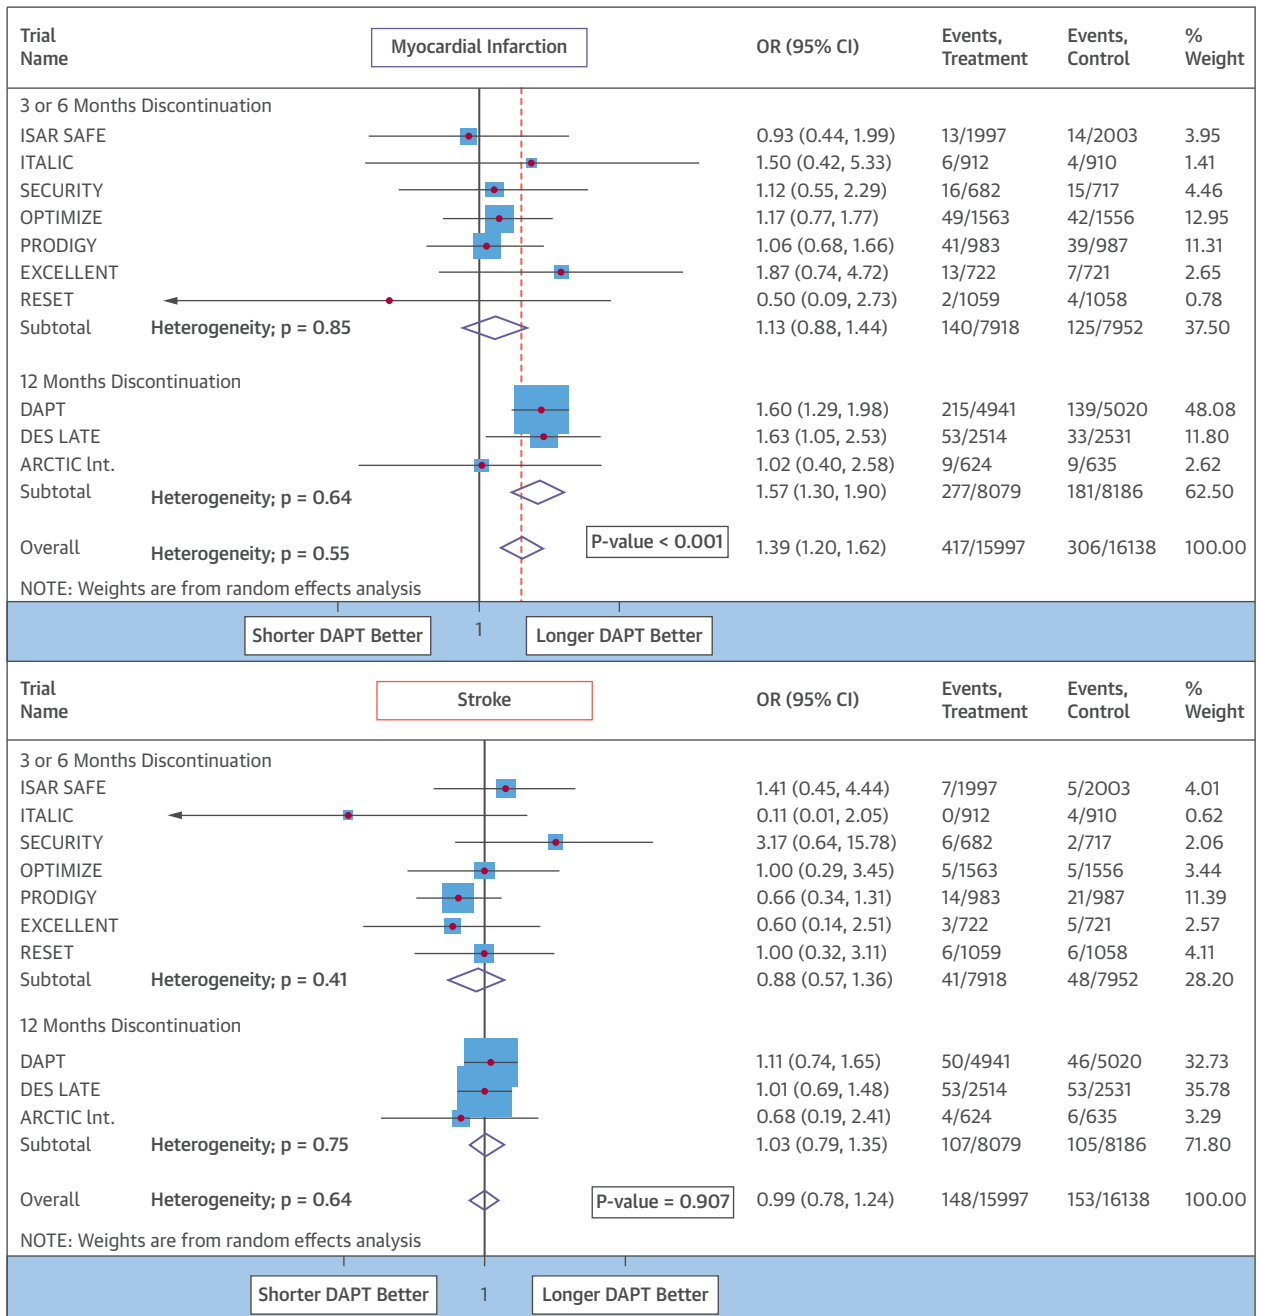 Trial Name Myocardial Infarction OR (95% CI) Events, Treatment Events, Control % Weight
3 or 6 Months Discontinuation
ISAR SAFE 0.93 (0.44, 1.99) 13/1997 14/2003 3.95
ITALIC 1.50 (0.42, 5.33) 6/912 4/910 1.41
SECURITY 1.12 (0.55, 2.29) 16/682 15/717 4.46
OPTIMIZE 1.17 (0.77, 1.77) 49/1563 42/1556 12.95
PRODIGY 1.06 (0.68, 1.66) 41/983 39/987 11.31
EXCELLENT 1.87 (0.74, 4.72) 13/722 7/721 2.65
RESET 0.50 (0.09, 2.73) 2/1059 4/1058 0.78
Subtotal Heterogeneity; p = 0.85 1.13 (0.88, 1.44) 140/7918 125/7952 37.50
12 Months Discontinuation
DAPT 1.60 (1.29, 1.98) 215/4941 139/5020 48.08
DES LATE 1.63 (1.05, 2.53) 53/2514 33/2531 11.80
ARCTIC lnt. 1.02 (0.40, 2.58) 9/624 9/635 2.62
Subtotal Heterogeneity; p = 0.64 1.57 (1.30, 1.90) 277/8079 181/8186 62.50
Overall Heterogeneity; p = 0.55 P-value < 0.001 1.39 (1.20, 1.62) 417/15997 306/16138 100.00
NOTE: Weights are from random effects analysis
Shorter DAPT Better 1 Longer DAPT Better
Trial Name Stroke OR (95% CI) Events, Treatment Events, Control % Weight
3 or 6 Months Discontinuation
ISAR SAFE 1.41 (0.45, 4.44) 7/1997 5/2003 4.01
ITALIC 0.11 (0.01, 2.05) 0/912 4/910 0.62
SECURITY 3.17 (0.64, 15.78) 6/682 2/717 2.06
OPTIMIZE 1.00 (0.29, 3.45) 5/1563 5/1556 3.44
PRODIGY 0.66 (0.34, 1.31) 14/983 21/987 11.39
EXCELLENT 0.60 (0.14, 2.51) 3/722 5/721 2.57
RESET 1.00 (0.32, 3.11) 6/1059 6/1058 4.11
Subtotal Heterogeneity; p = 0.41 0.88 (0.57, 1.36) 41/7918 48/7952 28.20
12 Months Discontinuation
DAPT 1.11 (0.74, 1.65) 50/4941 46/5020 32.73
DES LATE 1.01 (0.69, 1.48) 53/2514 53/2531 35.78
ARCTIC lnt. 0.68 (0.19, 2.41) 4/624 6/635 3.29
Subtotal Heterogeneity; p = 0.75 1.03 (0.79, 1.35) 107/8079 105/8186 71.80
Overall Heterogeneity; p = 0.64 P-value = 0.907 0.99 (0.78, 1.24) 148/15997 153/16138 100.00
NOTE: Weights are from random effects analysis
Shorter DAPT Better 1 Longer DAPT Better